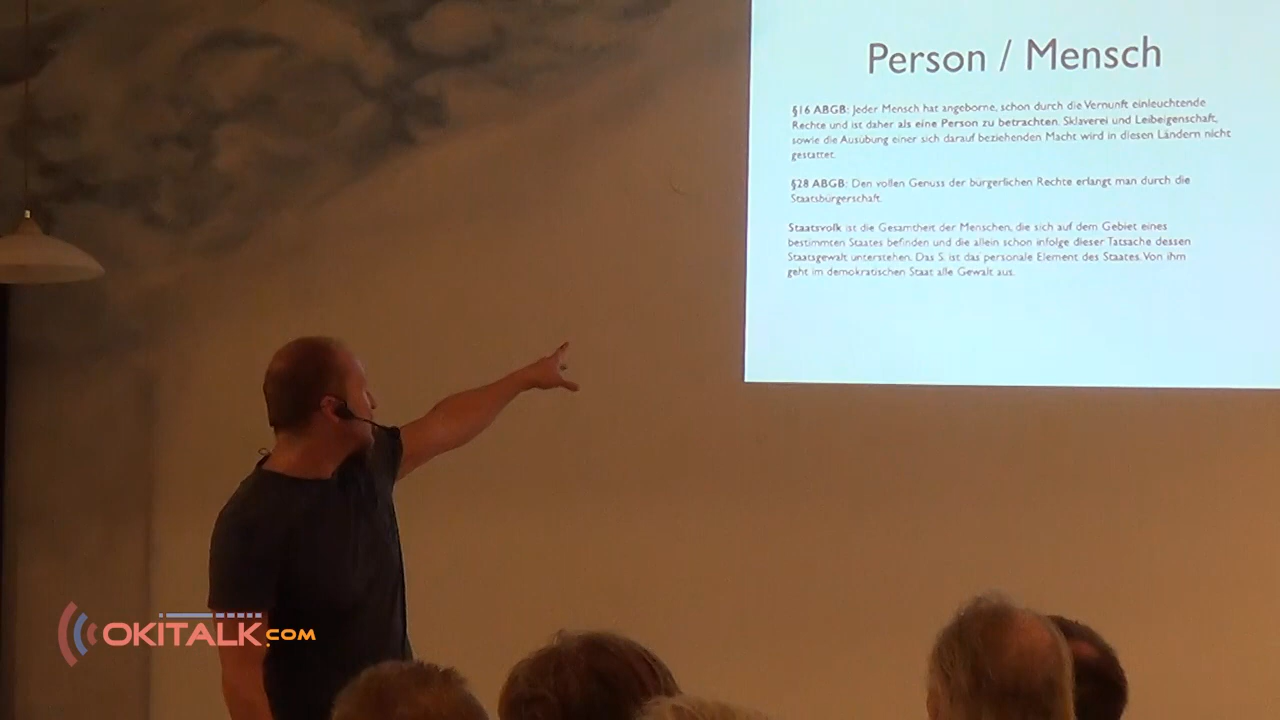 Person / Mensch
§16 ABGB: Jeder Mensch hat angeborne, schon durch die Vernunft einleuchtende
Rechte und ist daher als eine Person zu betrachten. Sklaverei und Leibeigenschaft,
sowie die Ausübung einer sich darauf beziehenden Macht wird in diesen Ländern nicht
gestattet.
§28 ABGB: Den vollen Genuss der bürgerlichen Rechte erlangt man durch die
Staatsbürgerschaft.
Staatsvolk ist die Gesamtheit der Menschen, die sich auf dem Gebiet eines
bestimmten Staates befinden und die allein schon infolge dieser Tatsache dessen
Staatsgewalt unterstehen. Das S. ist das personale Element des Staates. Von ihm
geht im demokratischen Staat alle Gewalt aus.
OKITALK.COM